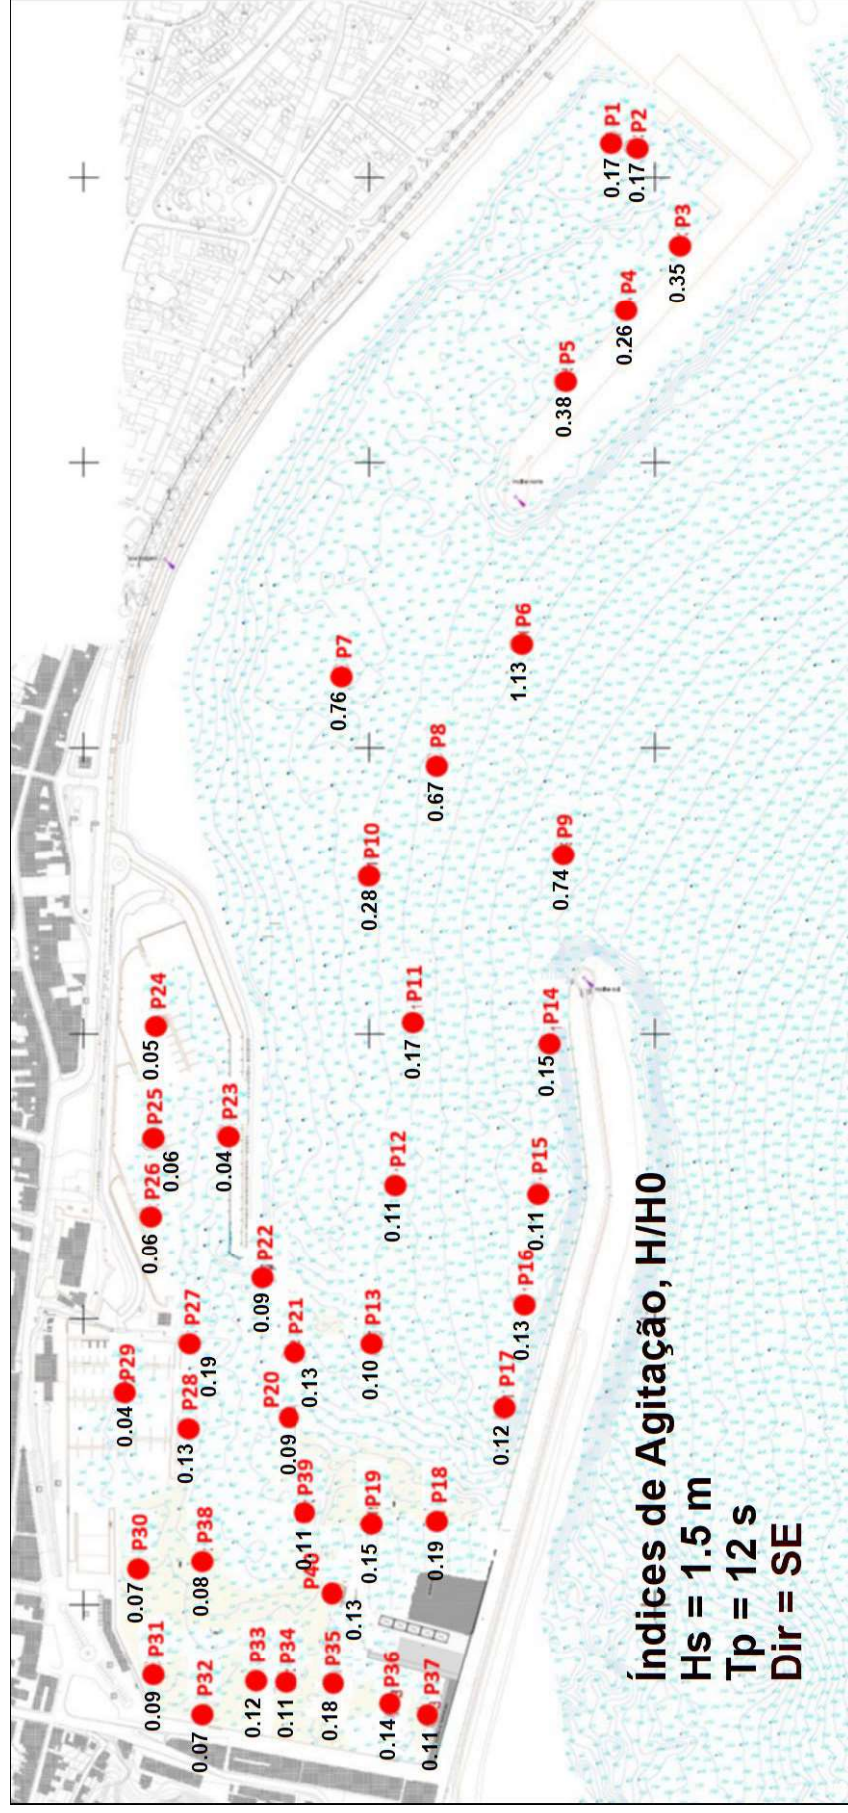 P1
0.17
P2
0.17
P3
0.35
P4
0.26
P5
0.38
P6
1.13
P7
0.76
P8
0.67
P9
0.74
P10
0.28
P11
0.17
P14
0.15
P24
0.05
P25
0.06
P26
0.06
P23
0.04
P12
0.11
P15
0.11
P22
0.09
P16
0.13
P27
0.19
P21
0.13
P13
0.10
P29
0.04
P28
0.13
P20
0.09
P17
0.12
P39
0.11
P19
0.15
P18
0.19
P30
0.07
P38
0.08
P40
0.13
P31
0.09
P32
0.07
P33
0.12
P34
0.11
P35
0.18
P36
0.14
P37
0.11
Índices de Agitação, H/H0
Hs = 1.5 m
Tp = 12 s
Dir = SE